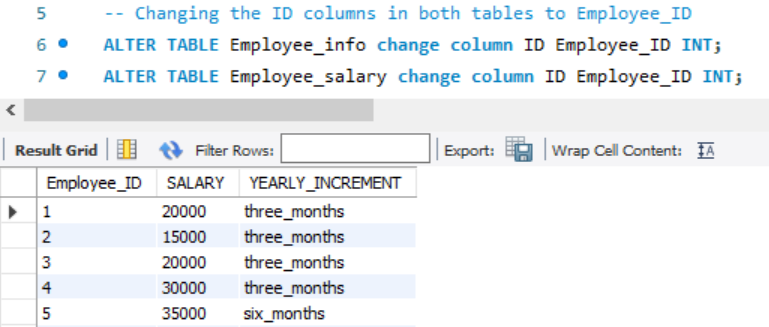 5 -- Changing the ID columns in both tables to Employee_ID
6 ALTER TABLE Employee_info change column ID Employee_ID INT;
7 ALTER TABLE Employee_salary change column ID Employee_ID INT;
Result Grid Filter Rows: Export: Wrap Cell Content: IA
Employee_ID SALARY YEARLY_INCREMENT
1 20000 three_months
2 15000 three_months
3 20000 three_months
4 30000 three_months
5 35000 six_months